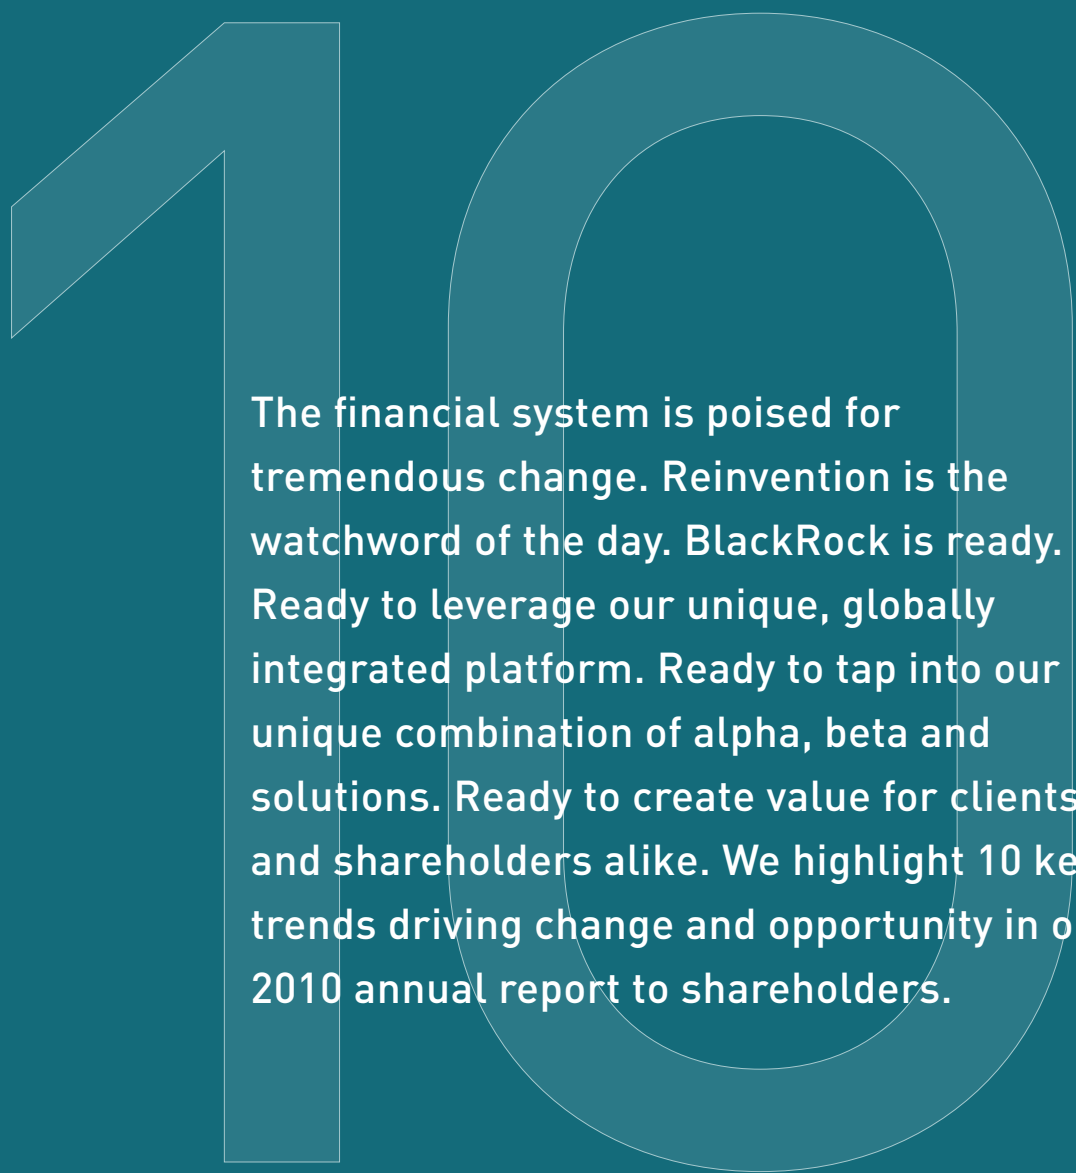 10
The financial system is poised for
tremendous change. Reinvention is the
watchword of the day. BlackRock is ready.
Ready to leverage our unique, globally
integrated platform. Ready to tap into our
unique combination of alpha, beta and
solutions. Ready to create value for clients
and shareholders alike. We highlight 10 ke
trends driving change and opportunity in o
2010 annual report to shareholders.